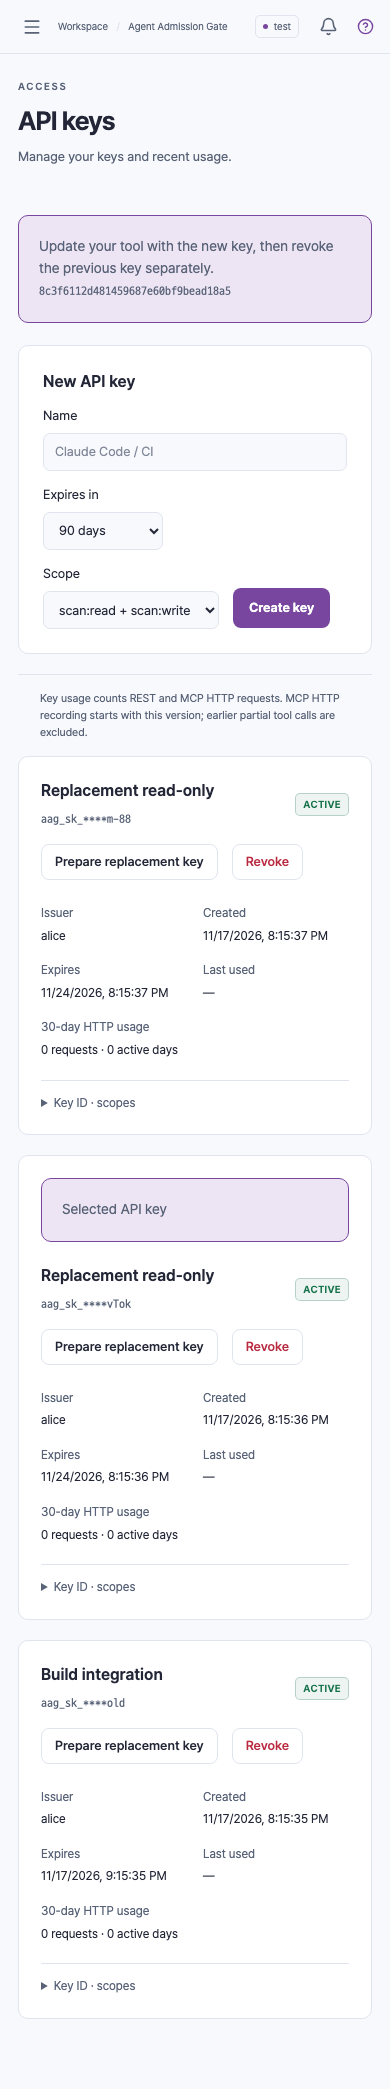 Workspace / Agent Admission Gate
test
ACCESS
API keys
Manage your keys and recent usage.
Update your tool with the new key, then revoke
the previous key separately.
8c3f6112d481459687e60bf9bead18a5
New API key
Name
Claude Code / CI
Expires in
90 days
Scope
scan:read + scan:write
Create key
Key usage counts REST and MCP HTTP requests. MCP HTTP
recording starts with this version; earlier partial tool calls are
excluded.
Replacement read-only
ACTIVE
aag_sk_****m-88
Prepare replacement key
Revoke
Issuer
Created
alice
11/17/2026, 8:15:37 PM
Expires
Last used
11/24/2026, 8:15:37 PM
—
30-day HTTP usage
0 requests · 0 active days
Key ID · scopes
Selected API key
Replacement read-only
ACTIVE
aag_sk_****vTok
Prepare replacement key
Revoke
Issuer
Created
alice
11/17/2026, 8:15:36 PM
Expires
Last used
11/24/2026, 8:15:36 PM
—
30-day HTTP usage
0 requests · 0 active days
Key ID · scopes
Build integration
ACTIVE
aag_sk_****old
Prepare replacement key
Revoke
Issuer
Created
alice
11/17/2026, 8:15:35 PM
Expires
Last used
11/17/2026, 9:15:35 PM
—
30-day HTTP usage
0 requests · 0 active days
Key ID · scopes